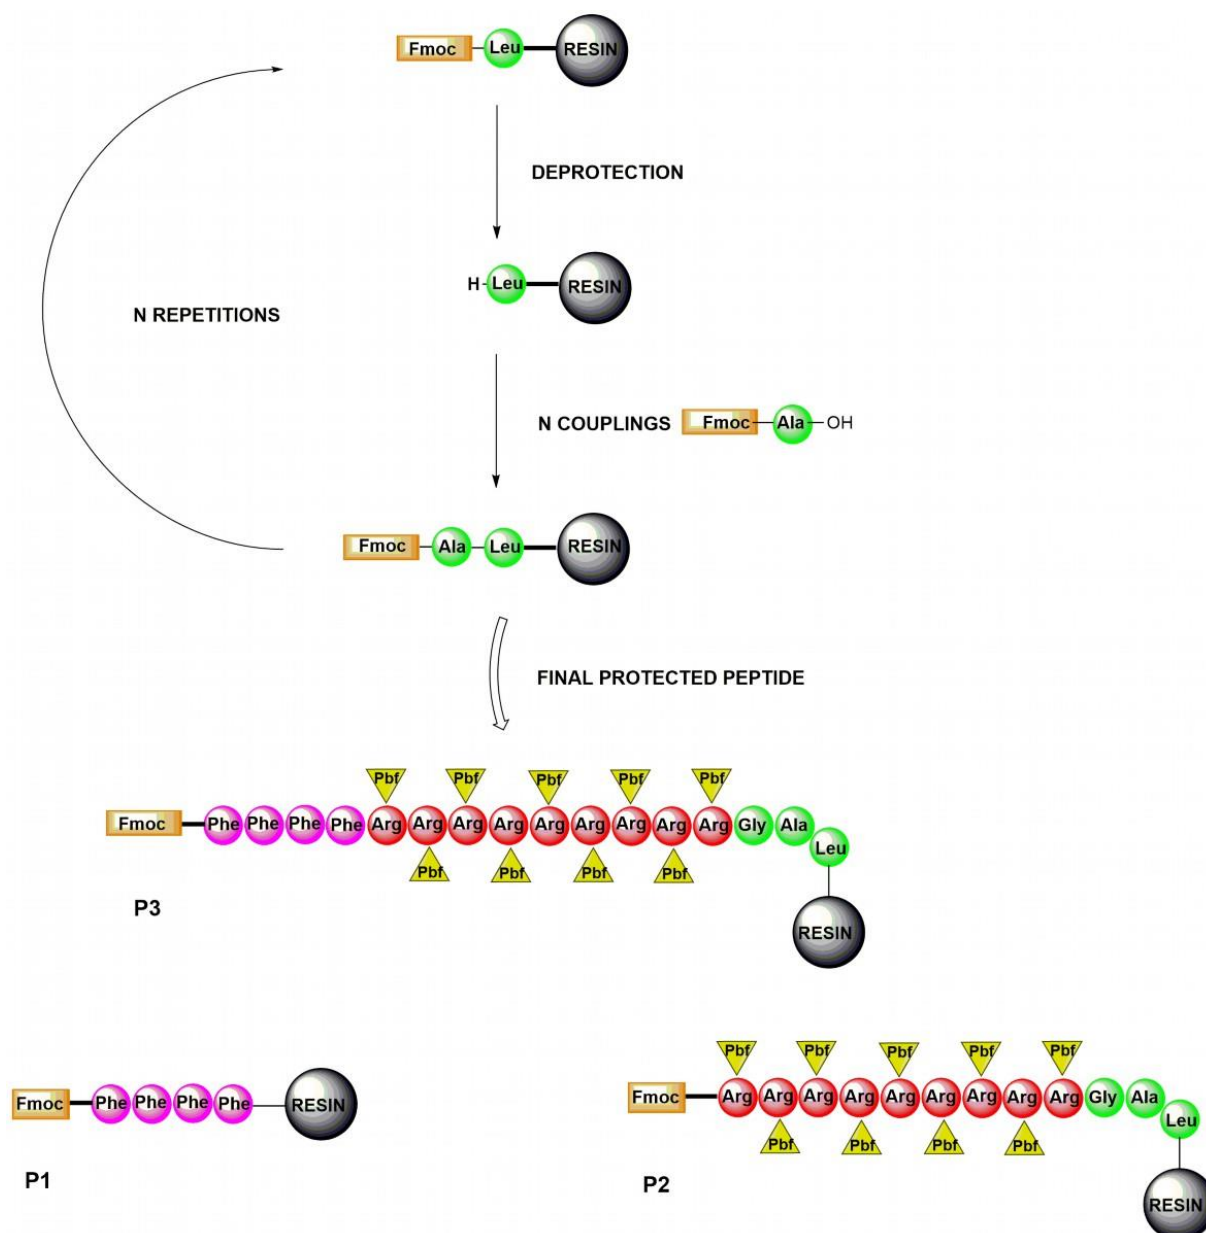 Fmoc Leu RESIN
DEPROTECTION
H Leu RESIN
N REPETITIONS
N COUPLINGS Fmoc Ala OH
Fmoc Ala Leu RESIN
FINAL PROTECTED PEPTIDE
Pbf Pbf Pbf Pbf Pbf
Fmoc Phe Phe Phe Phe Arg Arg Arg Arg Arg Arg Arg Arg Arg Gly Ala
Leu
Pbf Pbf Pbf Pbf
P3
RESIN
Pbf Pbf Pbf Pbf Pbf
Fmoc Phe Phe Phe Phe RESIN
Fmoc Arg Arg Arg Arg Arg Arg Arg Arg Arg Gly Ala
Leu
Pbf Pbf Pbf Pbf
P1
P2
RESIN